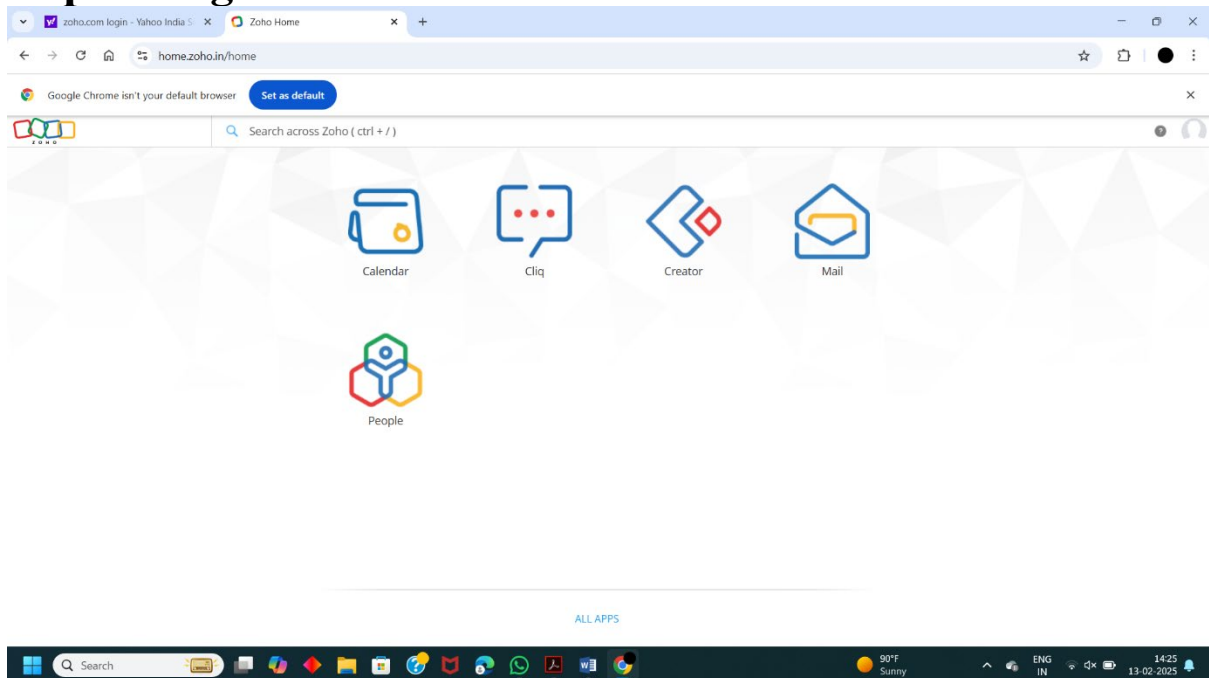 zoho.com login - Yahoo India S
Zoho Home
home.zoho.in/home
Google Chrome isn't your default browser
Set as default
ZOHO
Search across Zoho ( ctrl + / )
Calendar
Cliq
Creator
Mail
People
ALL APPS
Search
90°F
Sunny
ENG
IN
14:25
13-02-2025